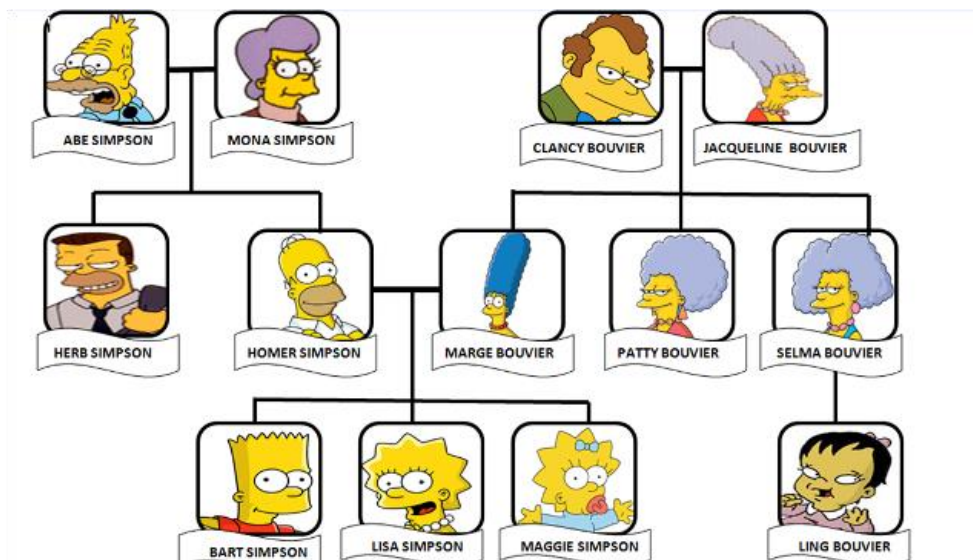 ABE SIMPSON
MONA SIMPSON
CLANCY BOUVIER
JACQUELINE BOUVIER
HERB SIMPSON
HOMER SIMPSON
MARGE BOUVIER
PATTY BOUVIER
SELMA BOUVIER
BART SIMPSON
LISA SIMPSON
MAGGIE SIMPSON
LING BOUVIER